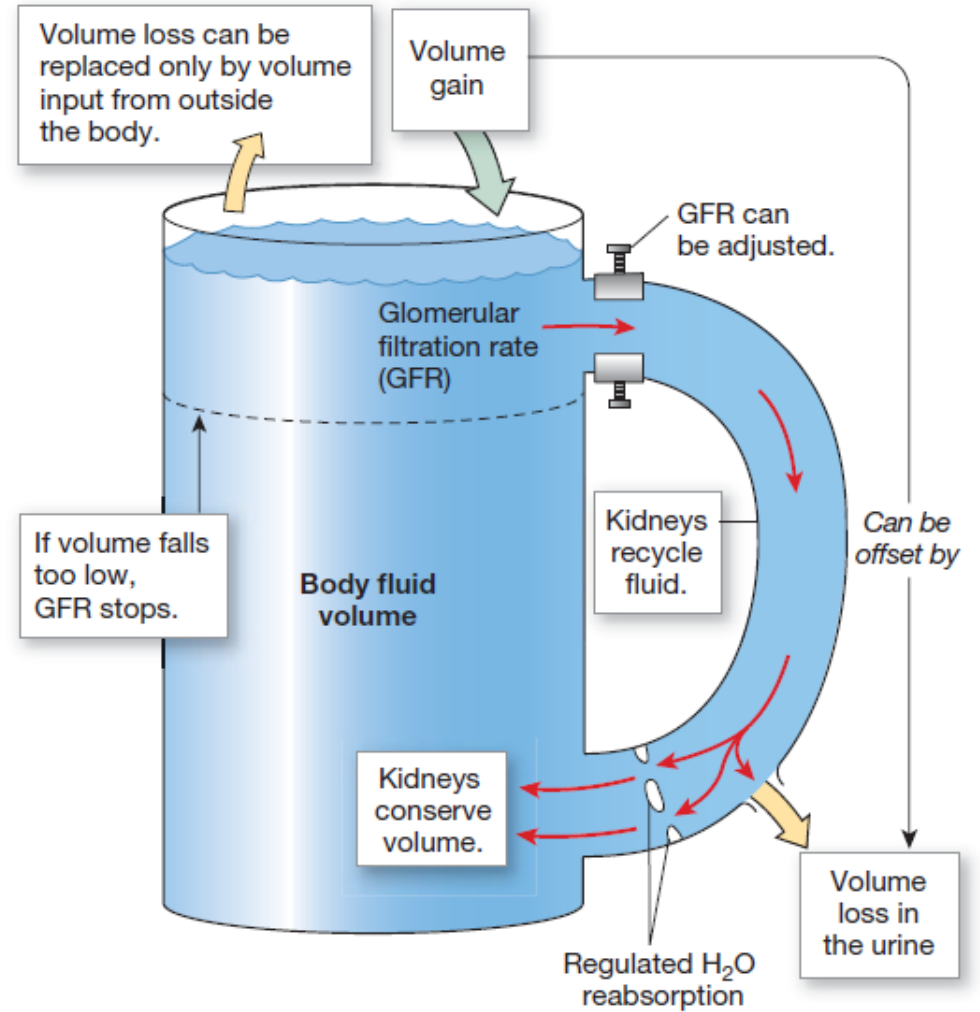 Volume loss can be
replaced only by volume
input from outside
the body.
Volume
gain
GFR can
be adjusted.
Glomerular
filtration rate
(GFR)
If volume falls
too low,
GFR stops.
Body fluid
volume
Kidneys
recycle
fluid.
Can be
offset by
Kidneys
conserve
volume.
Volume
loss in
the urine
Regulated H₂O
reabsorption